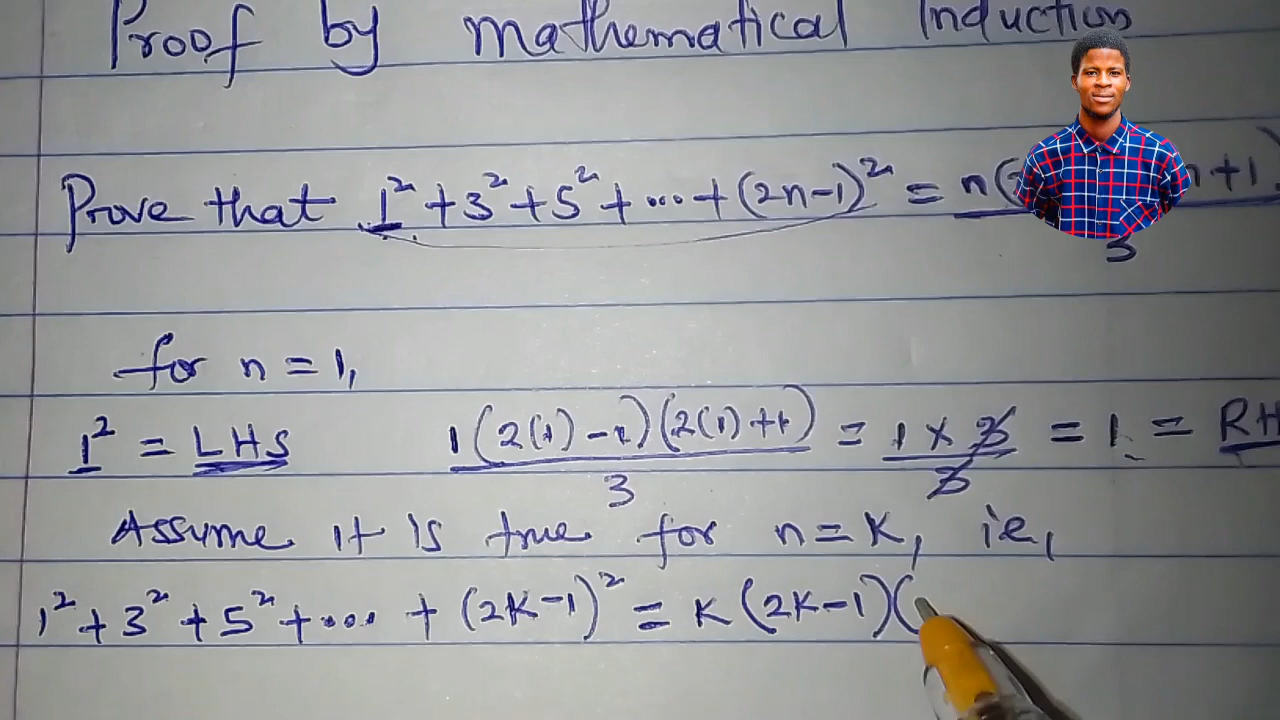 Proof by mathematical Induction
Prove that 1² + 3² + 5² + ... + (2n-1)² = n( n+1) / 3
for n = 1,
1² = LHS 1(2(1)-1)(2(1)+1) / 3 = 1 × 3 / 3 = 1 = RH
Assume it is true for n = K, ie,
1² + 3² + 5² + ... + (2K-1)² = K(2K-1)(